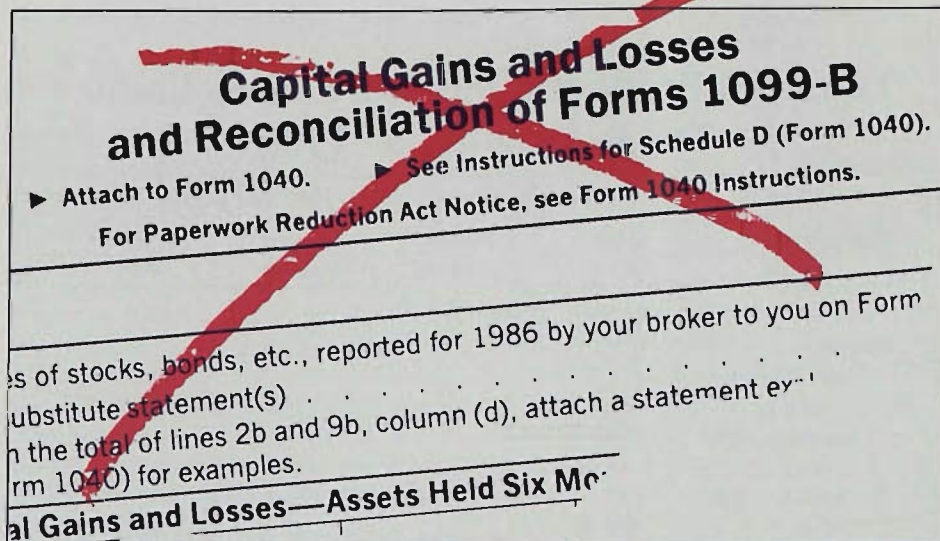 Capital Gains and Losses
and Reconciliation of Forms 1099-B
▶ Attach to Form 1040. ▶ See Instructions for Schedule D (Form 1040).
For Paperwork Reduction Act Notice, see Form 1040 Instructions.
of stocks, bonds, etc., reported for 1986 by your broker to you on Form
statement(s) . . . . . . . . . . . . . .
the total of lines 2b and 9b, column (d), attach a statement
1040) for examples.
Gains and Losses—Assets Held Six